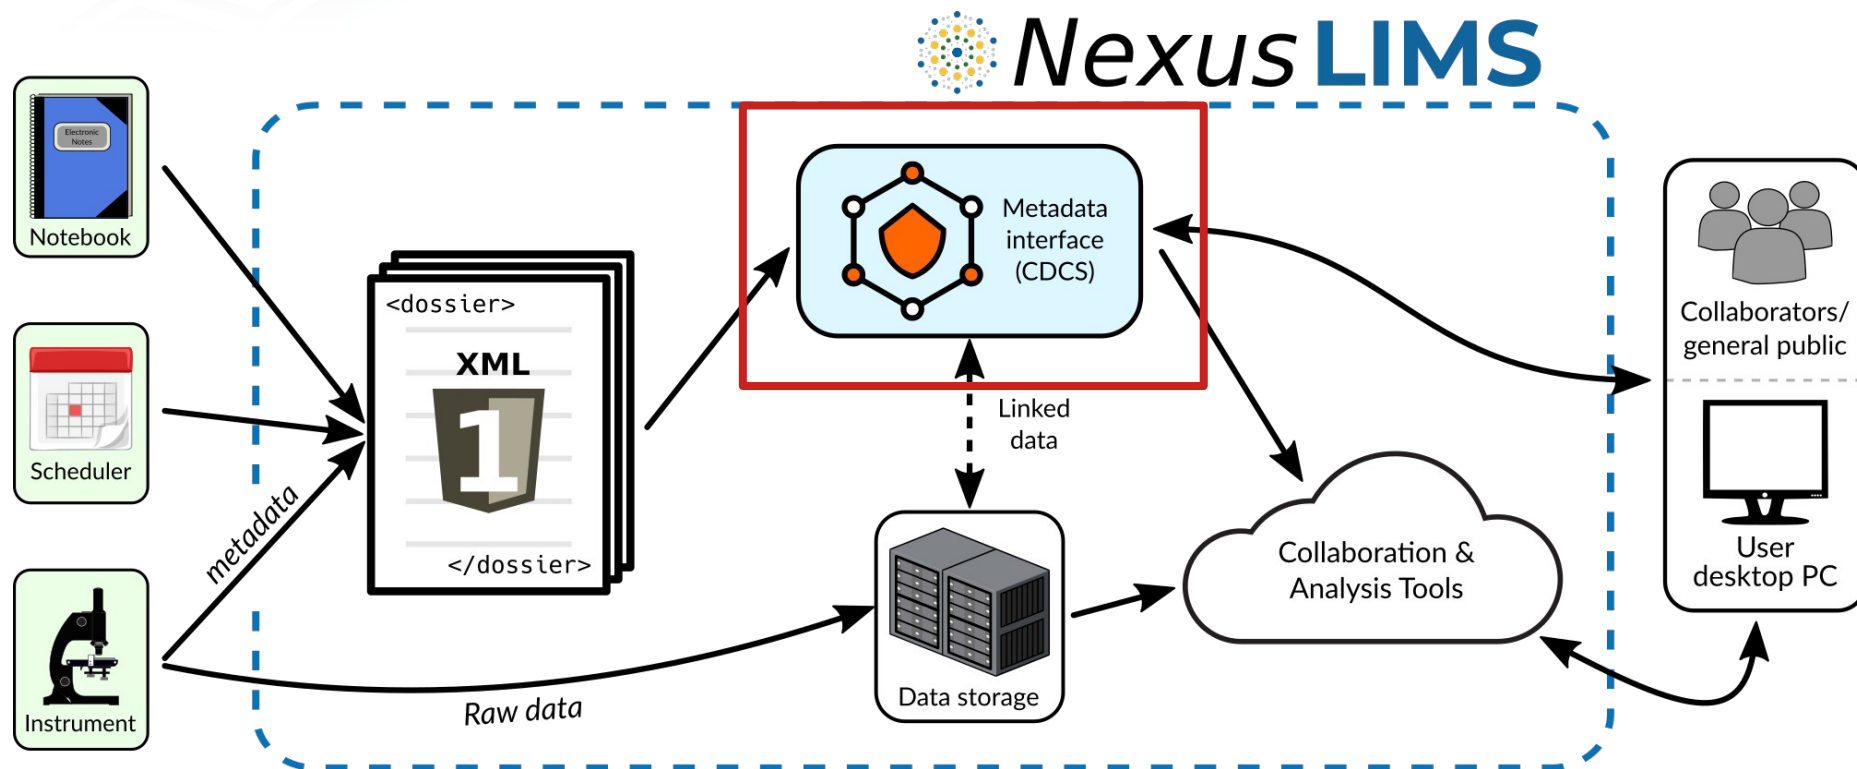 Nexus LIMS
Electronic
Notes
Notebook
Scheduler
metadata
Instrument
Raw data
<dossier>
XML
1
</dossier>
Metadata
interface
(CDCS)
Linked
data
Data storage
Collaboration &
Analysis Tools
Collaborators/
general public
User
desktop PC